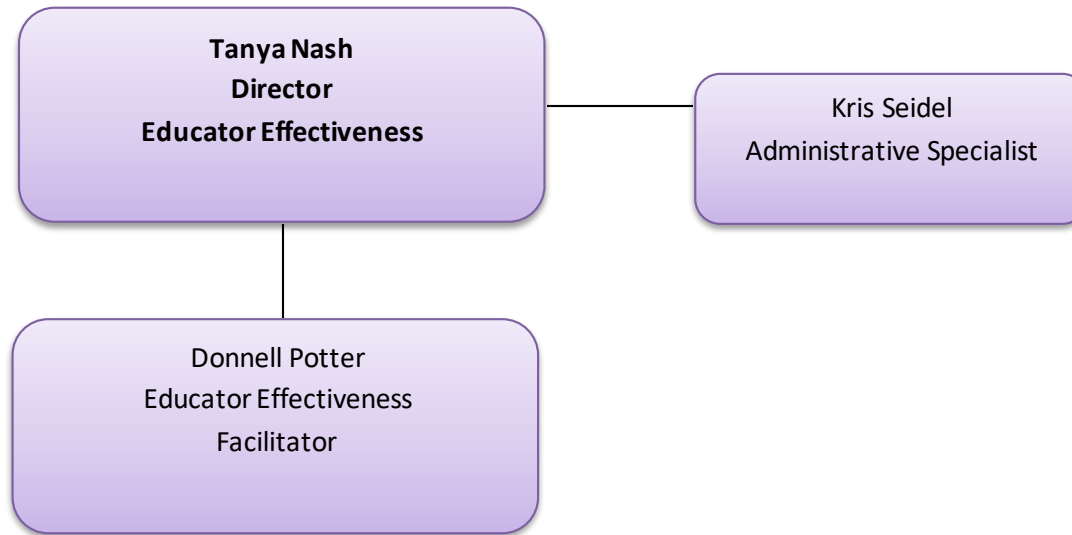 Tanya Nash
Director
Educator Effectiveness
Kris Seidel
Administrative Specialist
Donnell Potter
Educator Effectiveness
Facilitator